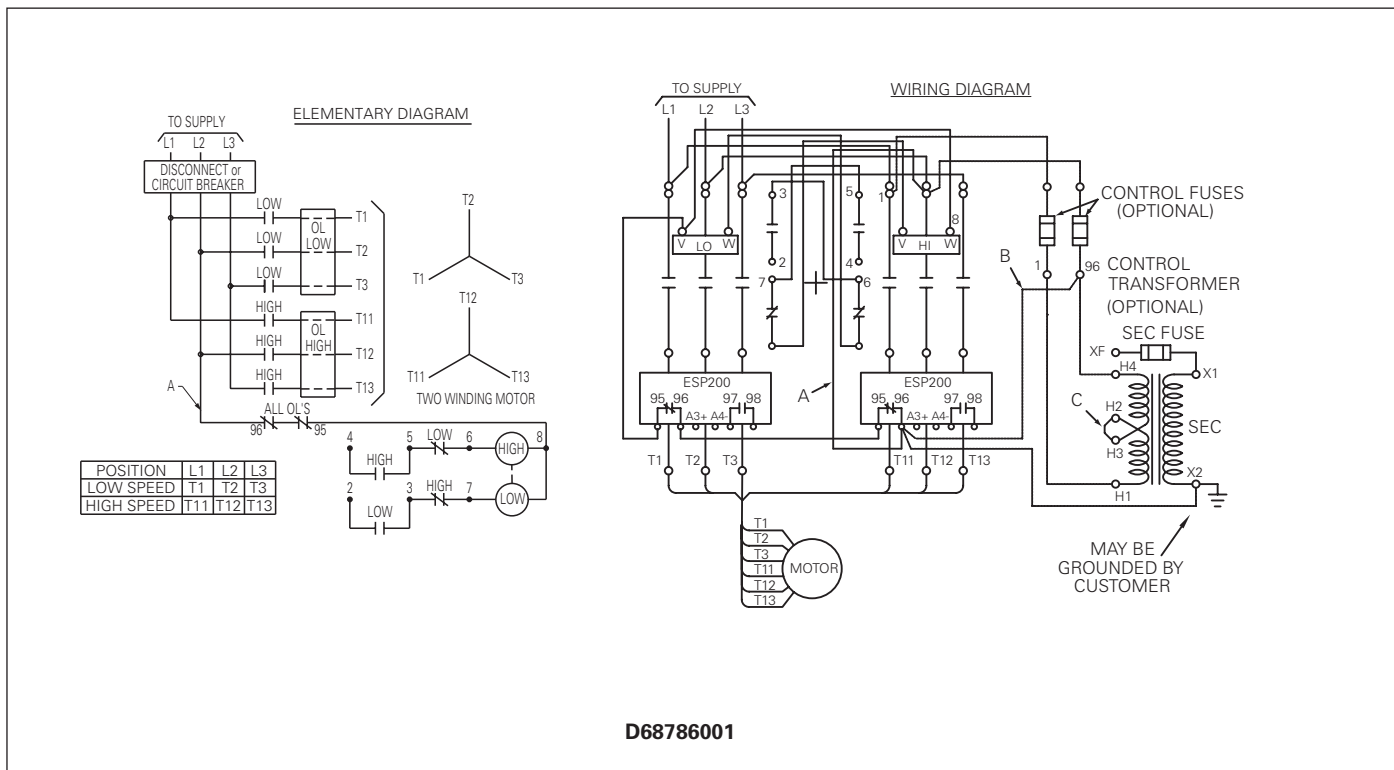 ELEMENTARY DIAGRAM
TO SUPPLY
L1 L2 L3
DISCONNECT or
CIRCUIT BREAKER
LOW
OL
LOW
T1
LOW
T2
LOW
T3
HIGH
OL
HIGH
T11
HIGH
T12
HIGH
T13
T2
T1 T3
T12
T11 T13
TWO WINDING MOTOR
A
ALL OL'S
96 95
4 5 LOW 6 HIGH 8
HIGH
2 3 HIGH 7 LOW
LOW
POSITION L1 L2 L3
LOW SPEED T1 T2 T3
HIGH SPEED T11 T12 T13
WIRING DIAGRAM
TO SUPPLY
L1 L2 L3
3 5 1 8
V LO W
V HI W
2 4
7 6
A
ESP200
95 96 97 98
A3+ A4-
ESP200
95 96 97 98
A3+ A4-
T1 T2 T3 T11 T12 T13
T1
T2
T3
T11
T12
T13
MOTOR
CONTROL FUSES
(OPTIONAL)
B
1 96
CONTROL
TRANSFORMER
(OPTIONAL)
SEC FUSE
XF
H4 X1
C
H2
H3
SEC
H1 X2
MAY BE
GROUNDED BY
CUSTOMER
D68786001